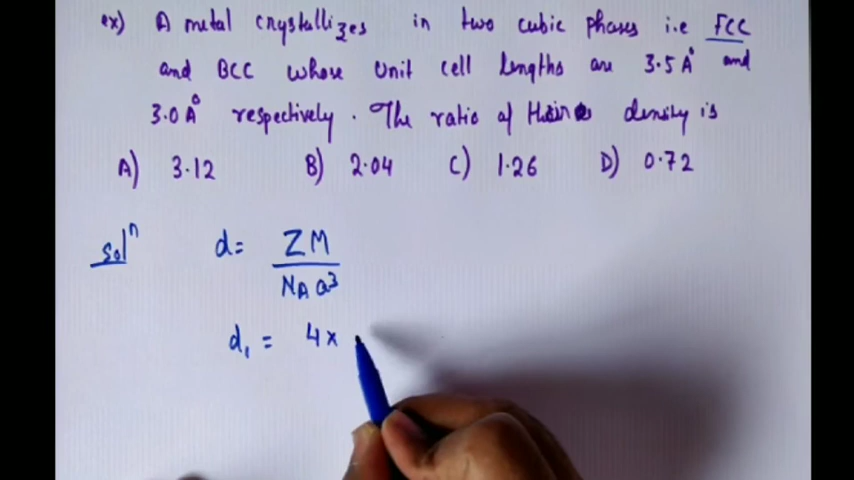 ex) A metal crystallizes in two cubic phases i.e FCC
and BCC whose unit cell lengths are 3.5 A° and
3.0 A° respectively. The ratio of density is
A) 3.12 B) 2.04 C) 1.26 D) 0.72
solⁿ d = ZM / N_A a³
d₁ = 4×